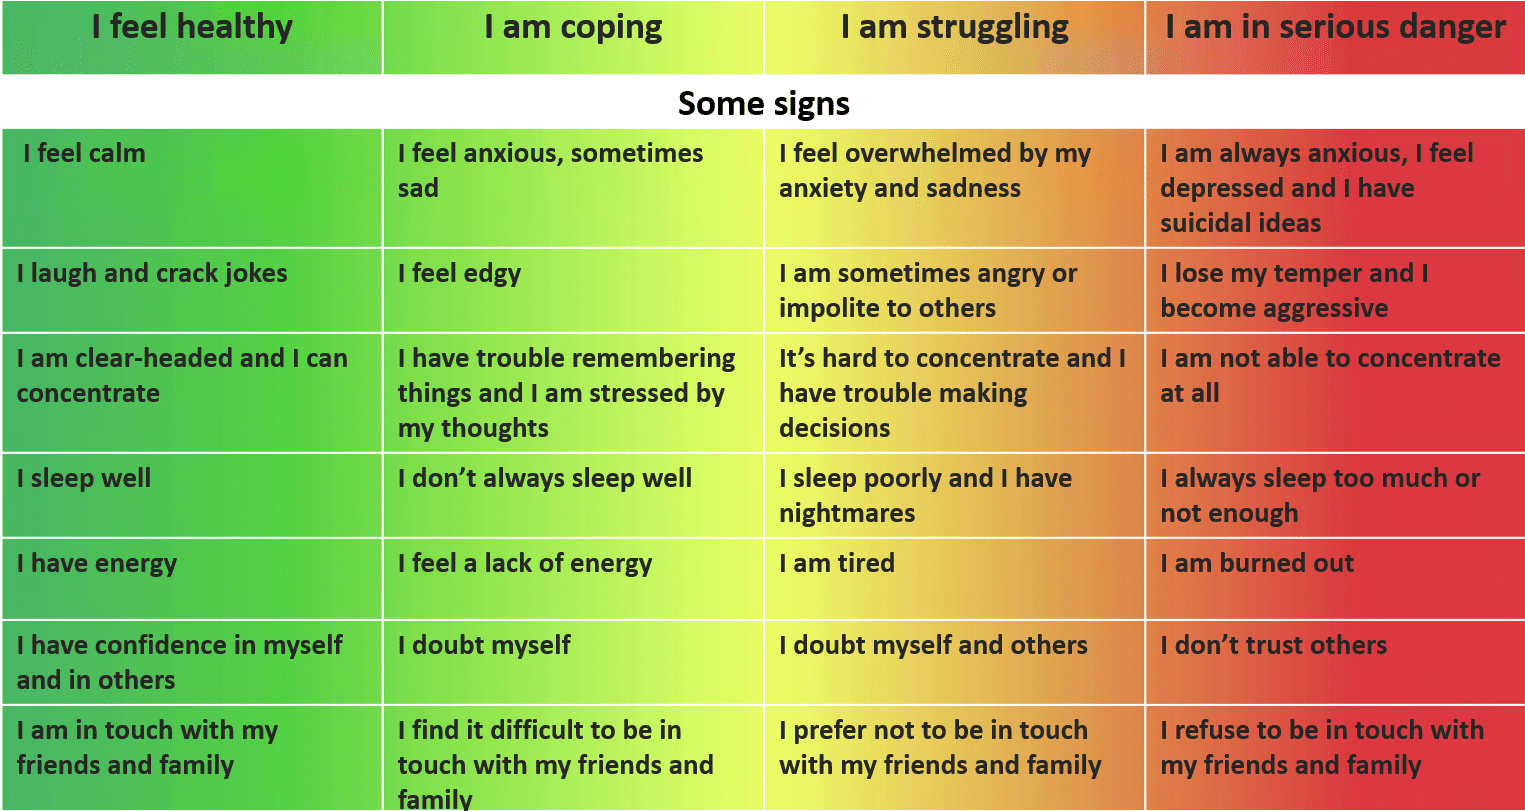 I feel healthy
I am coping
I am struggling
I am in serious danger
Some signs
I feel calm
I feel anxious, sometimes
sad
I feel overwhelmed by my
anxiety and sadness
I am always anxious, I feel
depressed and I have
suicidal ideas
I laugh and crack jokes
I feel edgy
I am sometimes angry or
impolite to others
I lose my temper and I
become aggressive
I am clear-headed and I can
concentrate
I have trouble remembering
things and I am stressed by
my thoughts
It’s hard to concentrate and I
have trouble making
decisions
I am not able to concentrate
at all
I sleep well
I don’t always sleep well
I sleep poorly and I have
nightmares
I always sleep too much or
not enough
I have energy
I feel a lack of energy
I am tired
I am burned out
I have confidence in myself
and in others
I doubt myself
I doubt myself and others
I don’t trust others
I am in touch with my
friends and family
I find it difficult to be in
touch with my friends and
family
I prefer not to be in touch
with my friends and family
I refuse to be in touch with
my friends and family